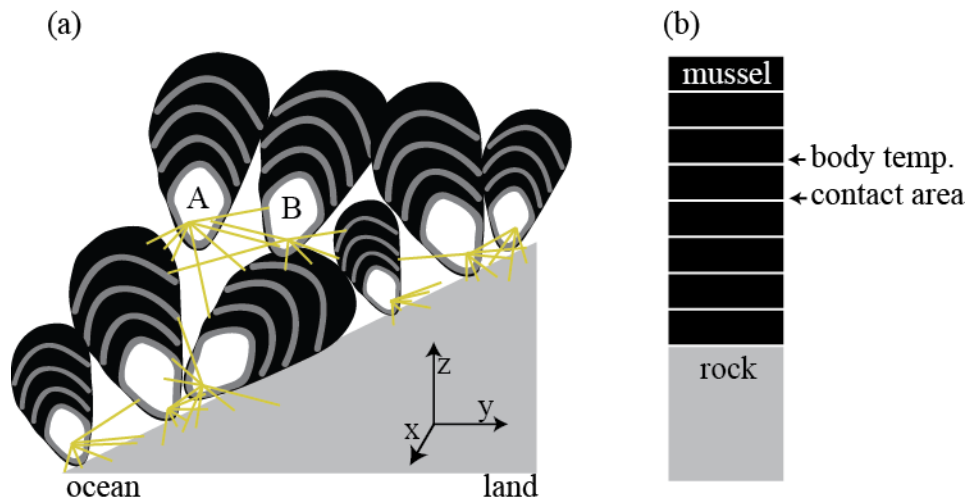 (a)
A
B
z
y
x
ocean
land
(b)
mussel
body temp.
contact area
rock